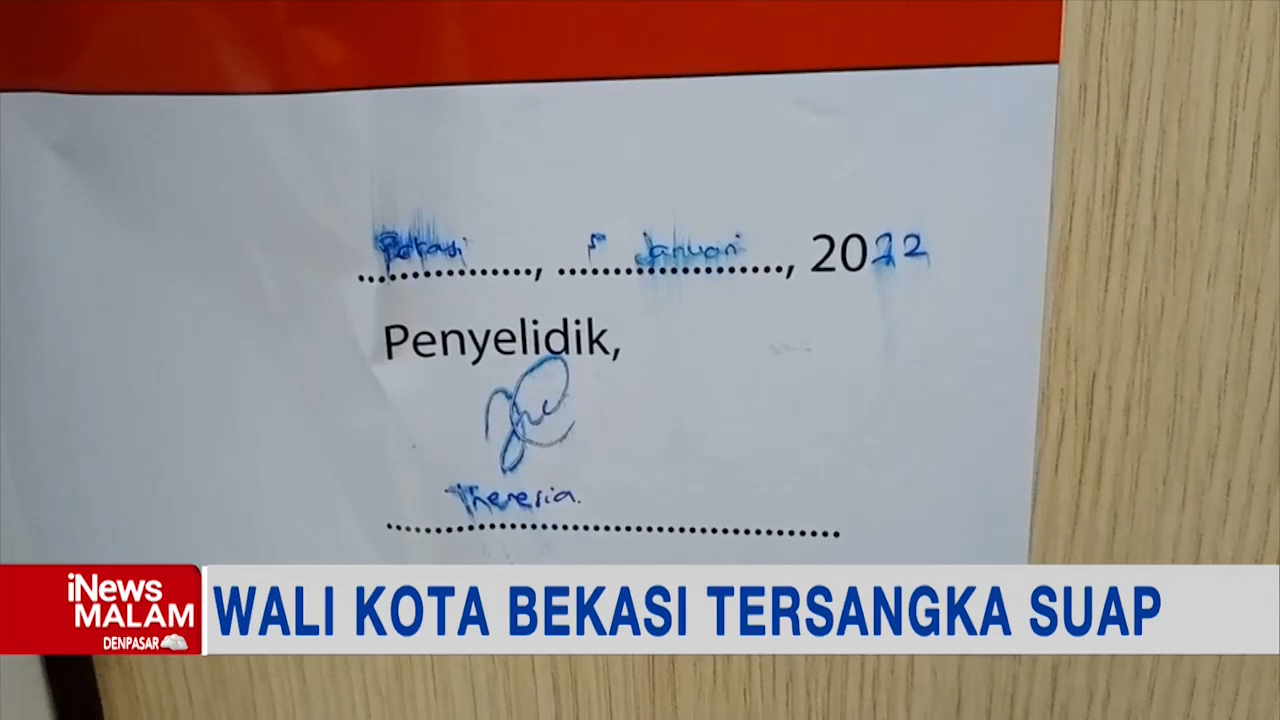 Bekasi, 5 Januari, 2022
Penyelidik,
Theresia.
iNews
MALAM
DENPASAR
WALI KOTA BEKASI TERSANGKA SUAP